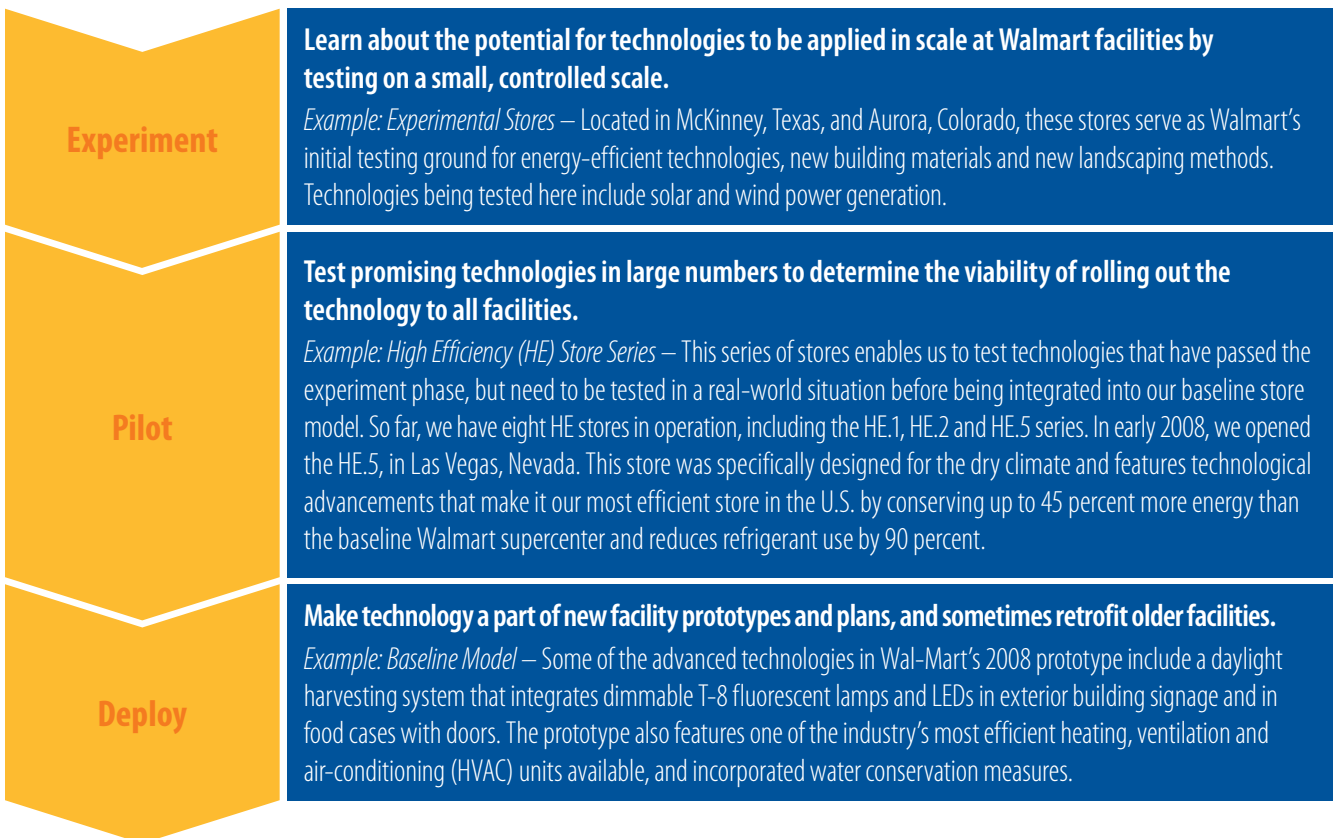 Experiment
Learn about the potential for technologies to be applied in scale at Walmart facilities by
testing on a small, controlled scale.
Example: Experimental Stores – Located in McKinney, Texas, and Aurora, Colorado, these stores serve as Walmart's
initial testing ground for energy-efficient technologies, new building materials and new landscaping methods.
Technologies being tested here include solar and wind power generation.
Pilot
Test promising technologies in large numbers to determine the viability of rolling out the
technology to all facilities.
Example: High Efficiency (HE) Store Series – This series of stores enables us to test technologies that have passed the
experiment phase, but need to be tested in a real-world situation before being integrated into our baseline store
model. So far, we have eight HE stores in operation, including the HE.1, HE.2 and HE.5 series. In early 2008, we opened
the HE.5, in Las Vegas, Nevada. This store was specifically designed for the dry climate and features technological
advancements that make it our most efficient store in the U.S. by conserving up to 45 percent more energy than
the baseline Walmart supercenter and reduces refrigerant use by 90 percent.
Deploy
Make technology a part of new facility prototypes and plans, and sometimes retrofit older facilities.
Example: Baseline Model – Some of the advanced technologies in Wal-Mart's 2008 prototype include a daylight
harvesting system that integrates dimmable T-8 fluorescent lamps and LEDs in exterior building signage and in
food cases with doors. The prototype also features one of the industry's most efficient heating, ventilation and
air-conditioning (HVAC) units available, and incorporated water conservation measures.